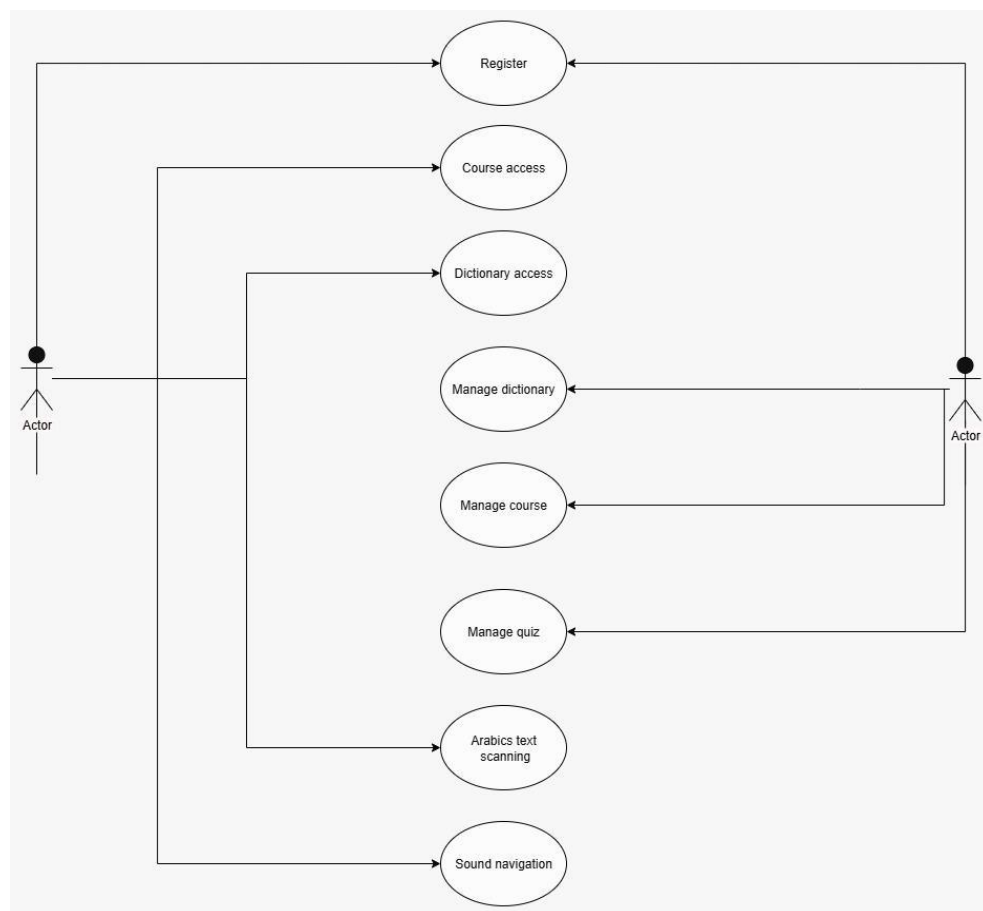 Register
Course access
Dictionary access
Manage dictionary
Actor
Actor
Manage course
Manage quiz
Arabics text
scanning
Sound navigation